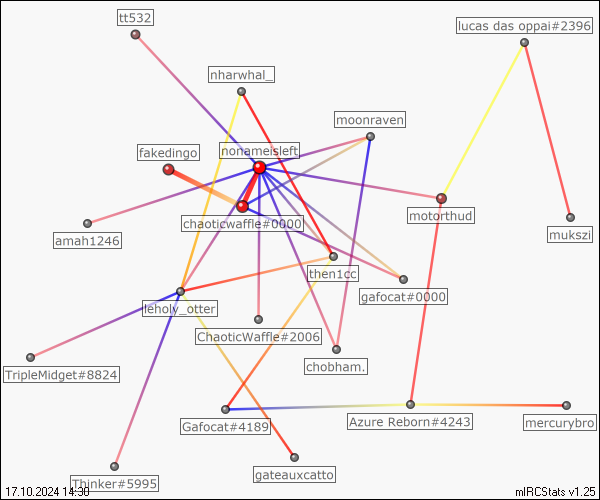 tt532
lucas das oppai#2396
nharwhal_
moonraven
fakedingo
nonameisleft
chaoticwaffle#0000
motorthud
amah1246
mukszi
then1cc
gafocat#0000
leholy_otter
ChaoticWaffle#2006
chobham.
TripleMidget#8824
Gafocat#4189
Azure Reborn#4243
mercurybro
gateauxcatto
Thinker#5995
17.10.2024 14:30
mIRCStats v1.25